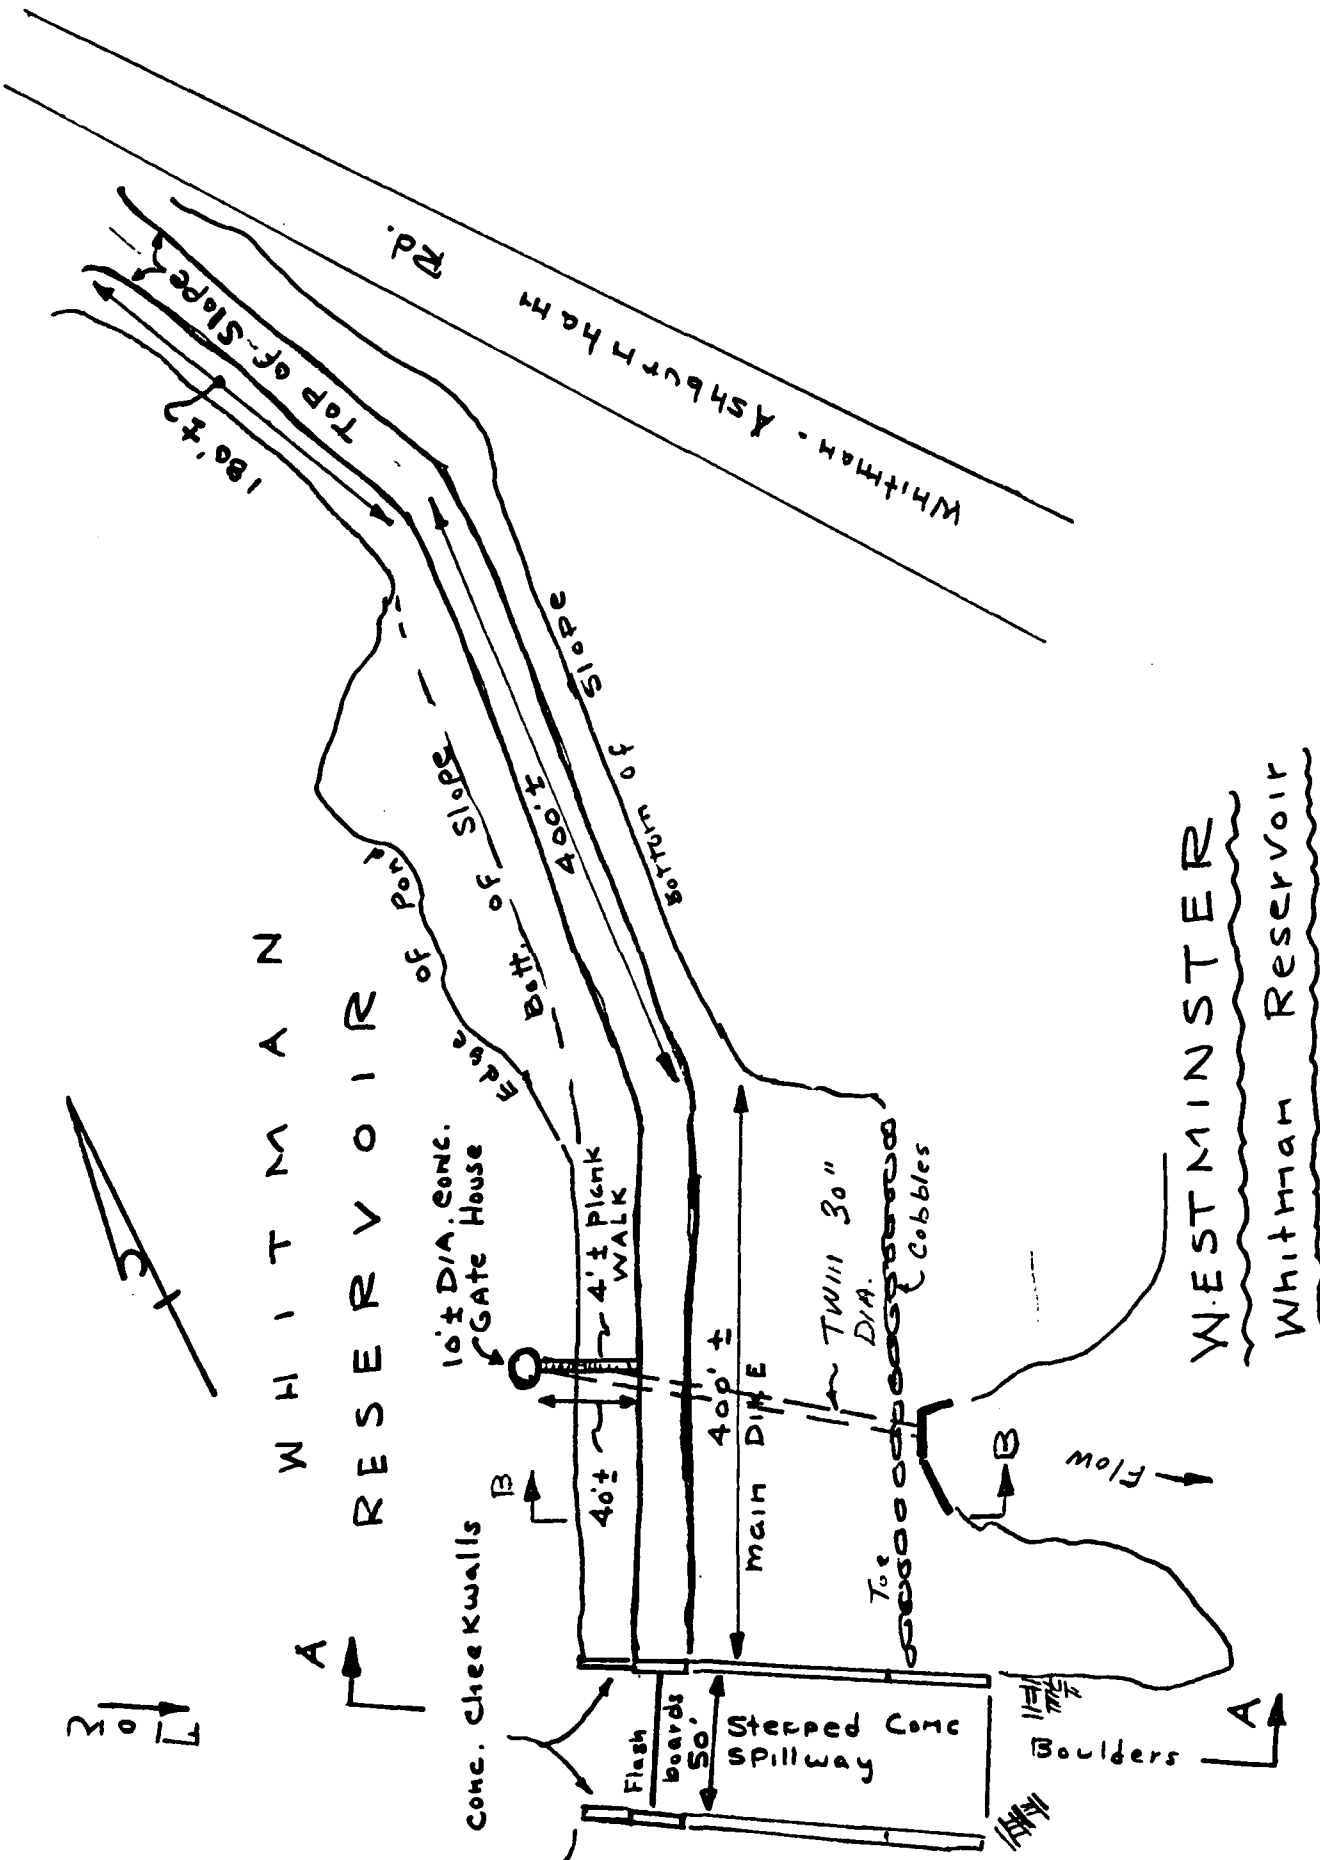 WHITMAN
RESERVOIR
Flow
A
Conc. Cheekwalls
B
10'± DIA. Conc.
GAte House
4'± Plank
WALK
40'±
Edge of Pond
Bott. of Slope
180'±
Top of Slope
400'±
Bottom of Slope
Whitman - Ashburnham Rd.
400'±
main DIKE
TWIN 30"
DIA.
Cobbles
Toe
B
Flow
Flash
boards
50'
Stepped Conc
SPillway
Boulders
A
WESTMINSTER
Whitman Reservoir